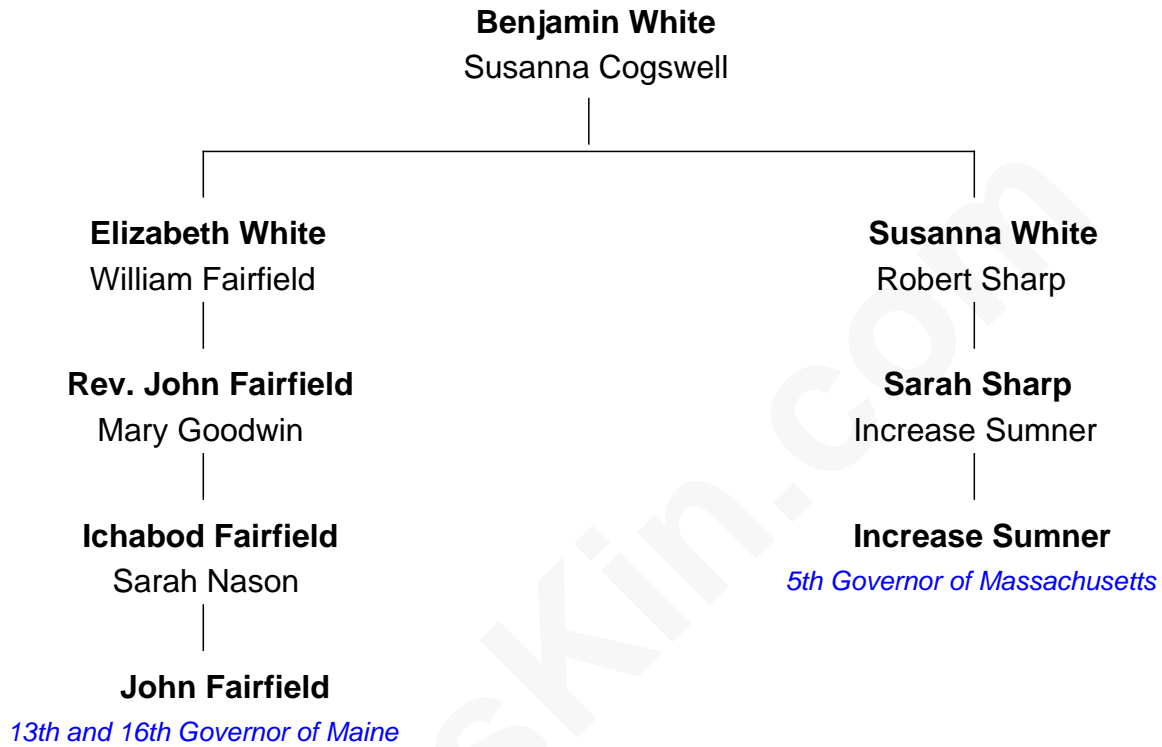 Benjamin White
Susanna Cogswell
Elizabeth White
William Fairfield
Susanna White
Robert Sharp
Rev. John Fairfield
Mary Goodwin
Sarah Sharp
Increase Sumner
Ichabod Fairfield
Sarah Nason
Increase Sumner
5th Governor of Massachusetts
John Fairfield
13th and 16th Governor of Maine
sKin.com